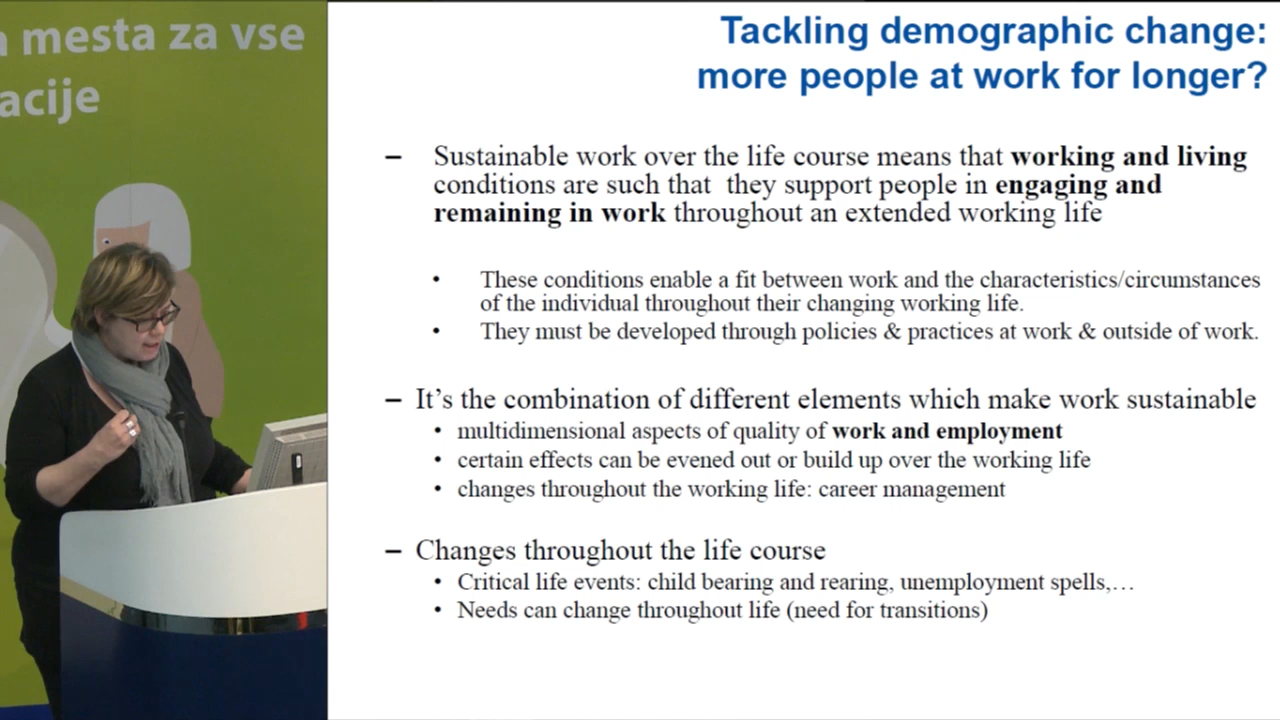 mesta za vse
acije
Tackling demographic change:
more people at work for longer?
– Sustainable work over the life course means that working and living
conditions are such that they support people in engaging and
remaining in work throughout an extended working life
• These conditions enable a fit between work and the characteristics/circumstances
of the individual throughout their changing working life.
• They must be developed through policies & practices at work & outside of work.
– It’s the combination of different elements which make work sustainable
• multidimensional aspects of quality of work and employment
• certain effects can be evened out or build up over the working life
• changes throughout the working life: career management
– Changes throughout the life course
• Critical life events: child bearing and rearing, unemployment spells,…
• Needs can change throughout life (need for transitions)